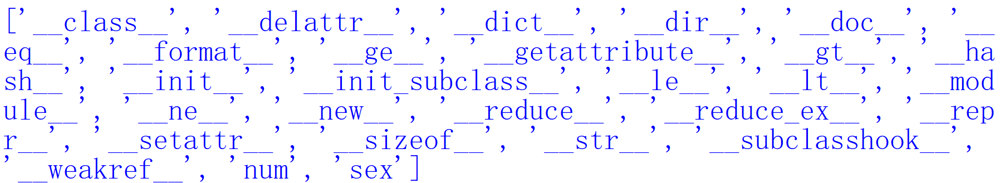 ['__class__', '__delattr__', '__dict__', '__dir__', '__doc__', '__
eq__', '__format__', '__ge__', '__getattribute__', '__gt__', '__ha
sh__', '__init__', '__init_subclass__', '__le__', '__lt__', '__mod
ule__', '__ne__', '__new__', '__reduce__', '__reduce_ex__', '__rep
r__', '__setattr__', '__sizeof__', '__str__', '__subclasshook__',
'__weakref__', 'num', 'sex']